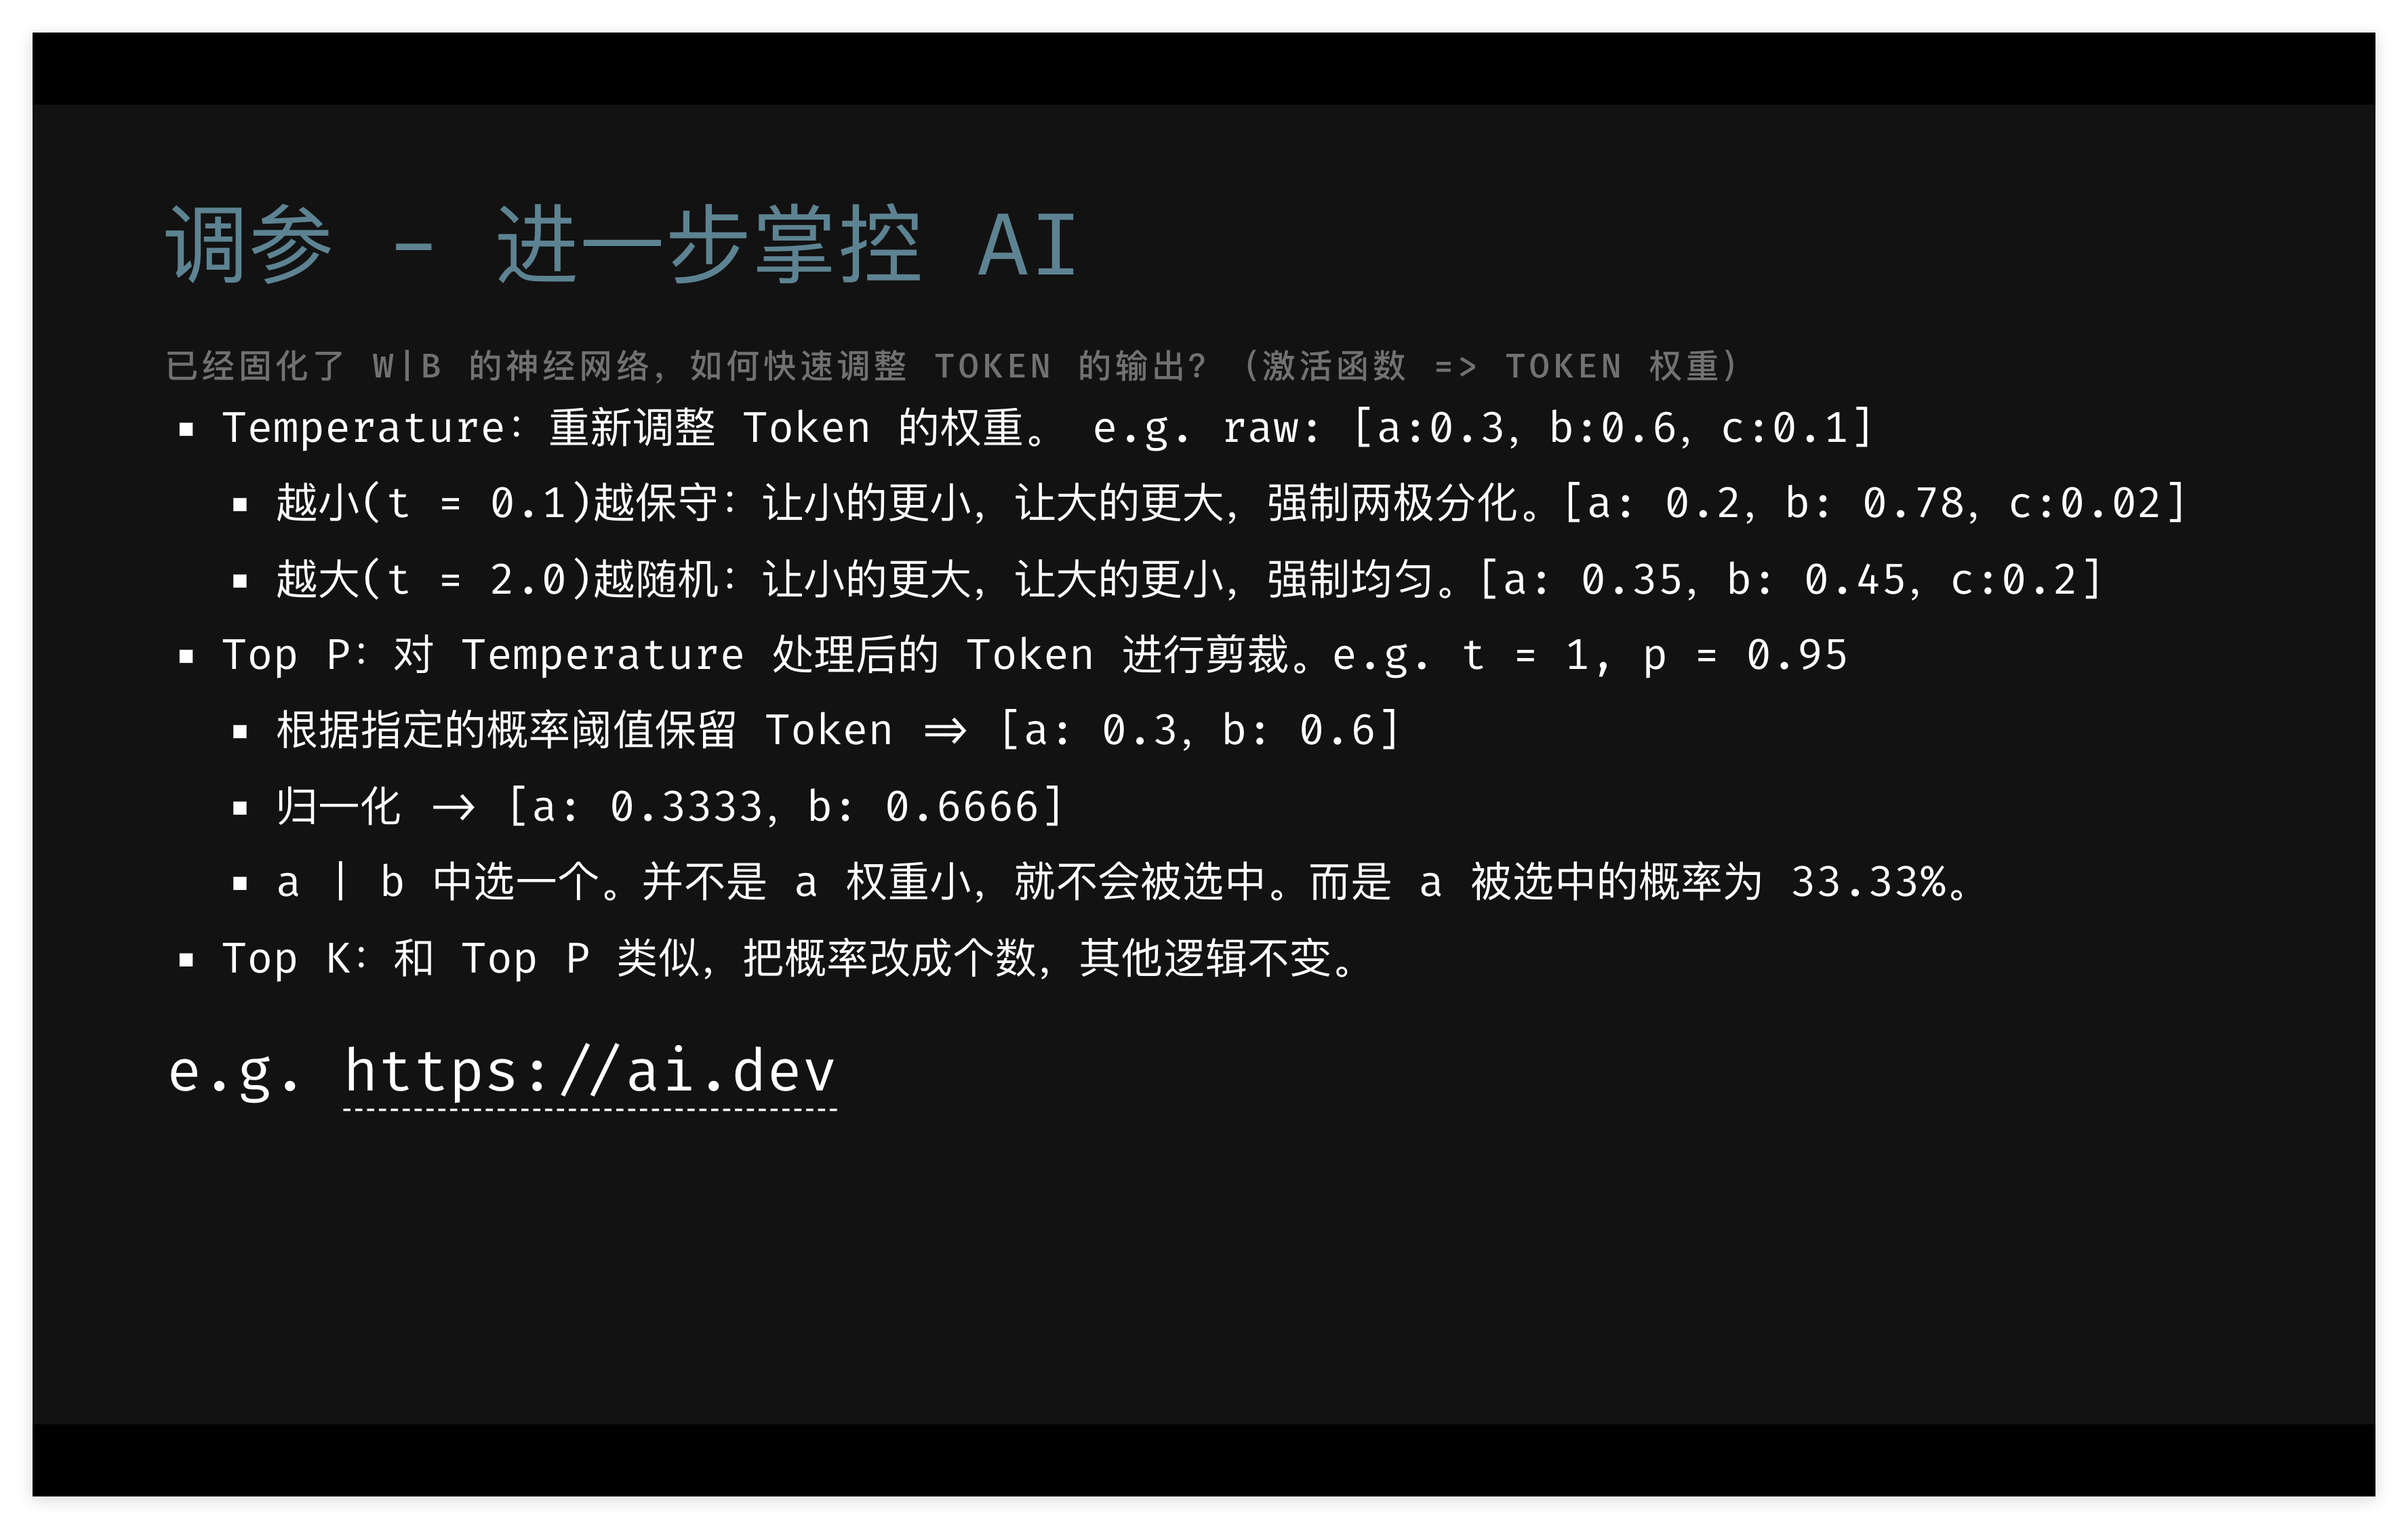 调参 - 进一步掌控 AI
已经固化了 W|B 的神经网络，如何快速调整 TOKEN 的输出？（激活函数 => TOKEN 权重）
▪ Temperature：重新调整 Token 的权重。 e.g. raw: [a:0.3，b:0.6，c:0.1]
▪ 越小(t = 0.1)越保守：让小的更小，让大的更大，强制两极分化。[a: 0.2，b: 0.78，c:0.02]
▪ 越大(t = 2.0)越随机：让小的更大，让大的更小，强制均匀。[a: 0.35，b: 0.45，c:0.2]
▪ Top P：对 Temperature 处理后的 Token 进行剪裁。e.g. t = 1, p = 0.95
▪ 根据指定的概率阈值保留 Token => [a: 0.3，b: 0.6]
▪ 归一化 -> [a: 0.3333，b: 0.6666]
▪ a | b 中选一个。并不是 a 权重小，就不会被选中。而是 a 被选中的概率为 33.33%。
▪ Top K：和 Top P 类似，把概率改成个数，其他逻辑不变。
e.g. https://ai.dev